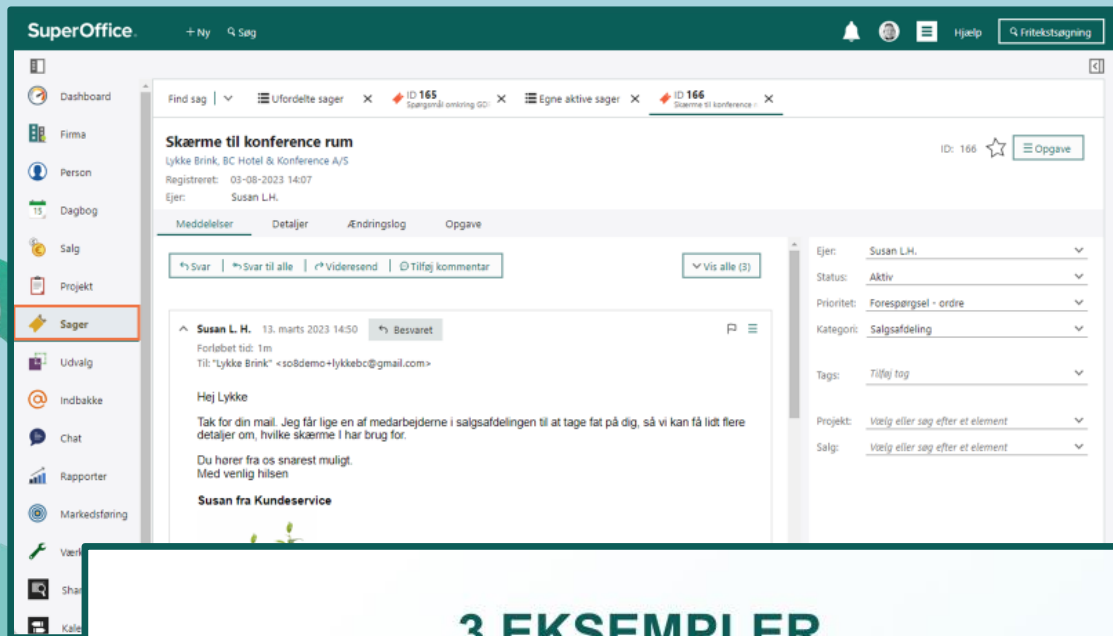 SuperOffice.
+ Ny
Søg
Hjælp
Fritekstsøgning
Dashboard
Firma
Person
15
Dagbog
Salg
Projekt
Sager
Udvalg
Indbakke
Chat
Rapporter
Markedsføring
Find sag
Ufordelte sager
ID 165
Spørgsmål omkring GD
Egne aktive sager
ID 166
Skærme til konference r
Skærme til konference rum
Lykke Brink, BC Hotel & Konference A/S
Registreret: 03-08-2023 14:07
Ejer: Susan L.H.
ID: 166
Opgave
Meddelelser Detaljer Ændringslog Opgave
Svar Svar til alle Videresend Tilføj kommentar
Vis alle (3)
Susan L. H. 13. marts 2023 14:50 Besvaret
Forløbet tid: 1m
Til: "Lykke Brink" <so8demo+lykkebc@gmail.com>
Hej Lykke
Tak for din mail. Jeg får lige en af medarbejderne i salgsafdelingen til at tage fat på dig, så vi kan få lidt flere
detaljer om, hvilke skærme I har brug for.
Du hører fra os snarest muligt.
Med venlig hilsen
Susan fra Kundeservice
Ejer: Susan L.H.
Status: Aktiv
Prioritet: Forespørgsel - ordre
Kategori: Salgsafdeling
Tags: Tilføj tag
Projekt: Vælg eller søg efter et element
Salg: Vælg eller søg efter et element
3 EKSEMPLER